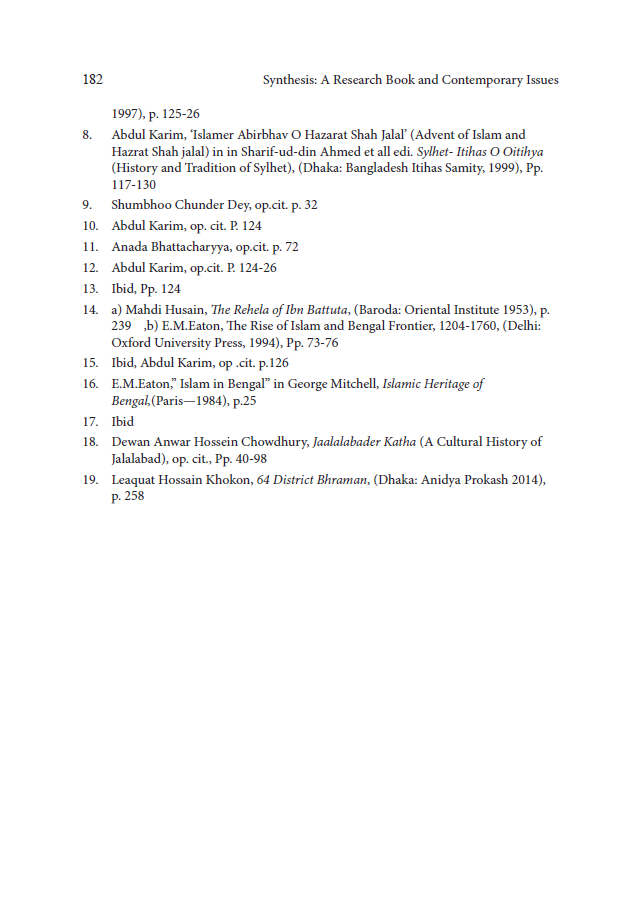 182 Synthesis: A Research Book and Contemporary Issues
1997), p. 125-26
8. Abdul Karim, ‘Islamer Abirbhav O Hazarat Shah Jalal’ (Advent of Islam and
Hazrat Shah jalal) in in Sharif-ud-din Ahmed et all edi. Sylhet- Itihas O Oitihya
(History and Tradition of Sylhet), (Dhaka: Bangladesh Itihas Samity, 1999), Pp.
117-130
9. Shumbhoo Chunder Dey, op.cit. p. 32
10. Abdul Karim, op. cit. P. 124
11. Anada Bhattacharyya, op.cit. p. 72
12. Abdul Karim, op.cit. P. 124-26
13. Ibid, Pp. 124
14. a) Mahdi Husain, The Rehela of Ibn Battuta, (Baroda: Oriental Institute 1953), p.
239 ,b) E.M.Eaton, The Rise of Islam and Bengal Frontier, 1204-1760, (Delhi:
Oxford University Press, 1994), Pp. 73-76
15. Ibid, Abdul Karim, op .cit. p.126
16. E.M.Eaton,” Islam in Bengal” in George Mitchell, Islamic Heritage of
Bengal,(Paris—1984), p.25
17. Ibid
18. Dewan Anwar Hossein Chowdhury, Jaalalabader Katha (A Cultural History of
Jalalabad), op. cit., Pp. 40-98
19. Leaquat Hossain Khokon, 64 District Bhraman, (Dhaka: Anidya Prokash 2014),
p. 258